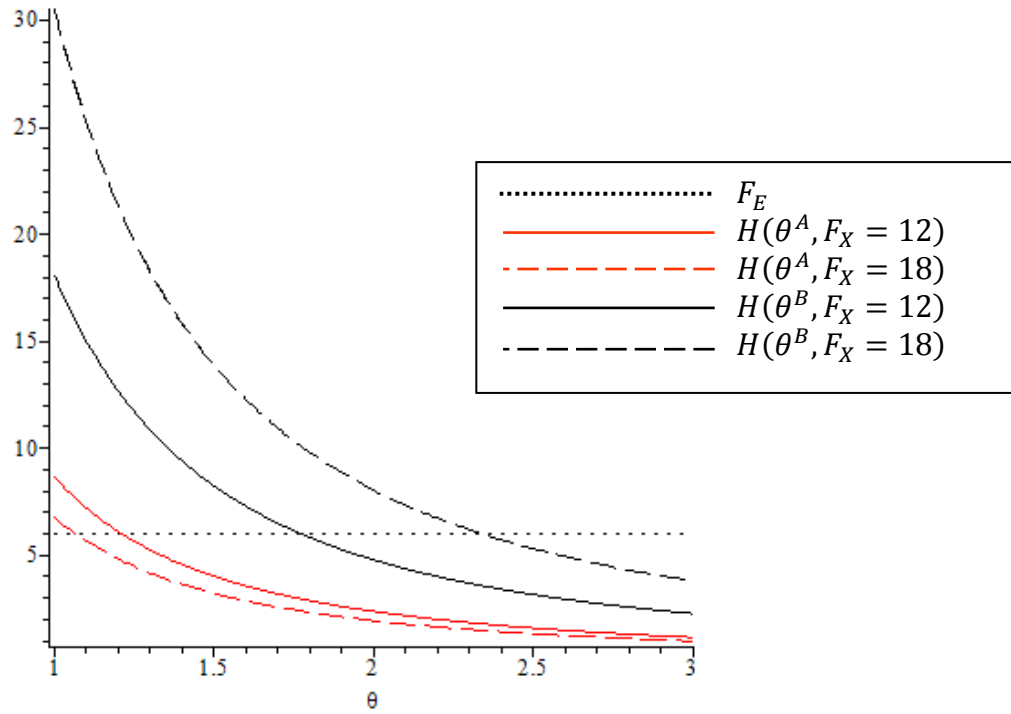 30
25
20
15
10
5
1
1.5
2
2.5
3
θ
F_E
H(θ^A, F_X = 12)
H(θ^A, F_X = 18)
H(θ^B, F_X = 12)
H(θ^B, F_X = 18)